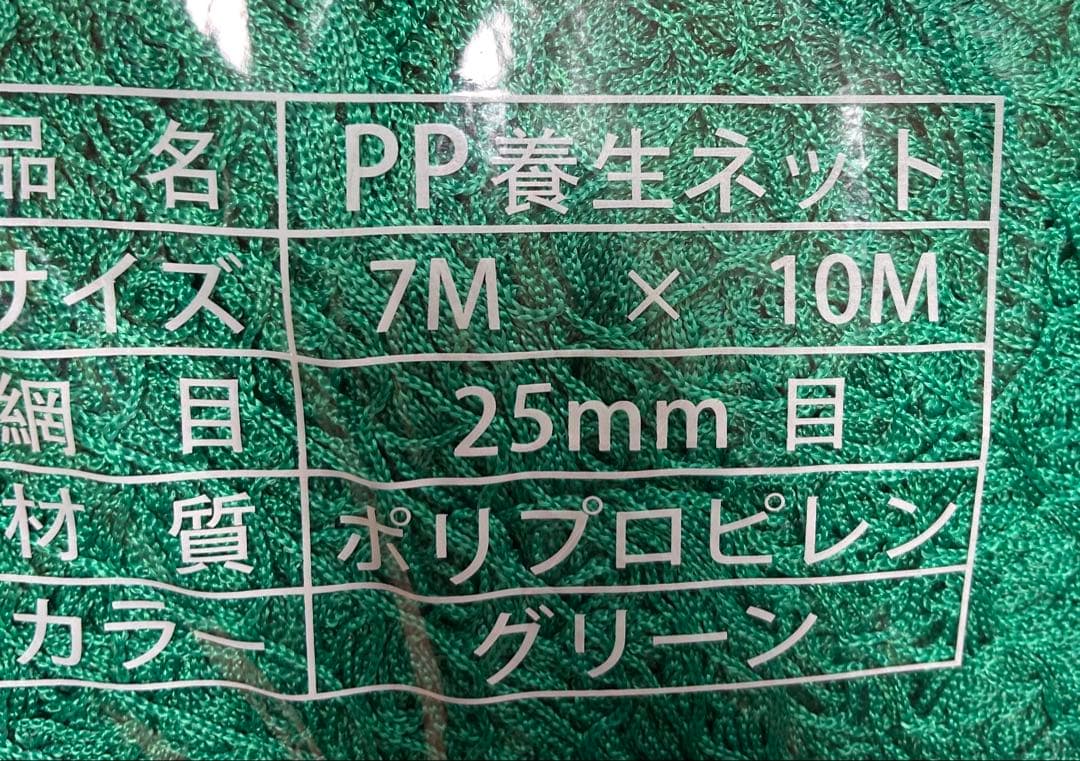 品名 PP養生ネット
サイズ 7M × 10M
網目 25mm 目
材質 ポリプロピレン
カラー グリーン